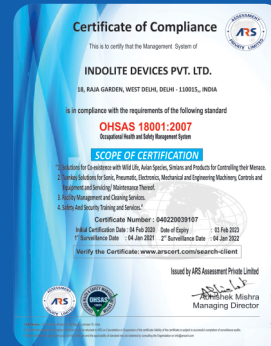 Certificate of Compliance
This is to certify that the Management System of
INDOLITE DEVICES PVT. LTD.
18, RAJA GARDEN, WEST DELHI, DELHI - 110015,, INDIA
is in compliance with the requirements of the following standard
OHSAS 18001:2007
Occupational Health and Safety Management System
SCOPE OF CERTIFICATION
"1. Solutions for Co-existence with Wild Life, Avian Species, Simians and Products for Controlling their Menace.
2. Turnkey Solutions for Sonic, Pneumatic, Electronics, Mechanical and Engineering Machinery, Controls and
Equipment and Servicing/ Maintenance Thereof.
3. Facility Management and Cleaning Services.
4. Safety And Security Training and Services."
Certificate Number : 040220039107
Initial Certification Date : 04 Feb 2020 Date of Expiry : 03 Feb 2023
1st Surveillance Date : 04 Jan 2021 2nd Surveillance Date : 04 Jan 2022
Verify the Certificate: www.arscert.com/search-client
Issued by ARS Assessment Private Limited
Abhishek Mishra
Managing Director
ASSESSMENT
ARS
PRIVATE LIMITED
ARS
OHSAS